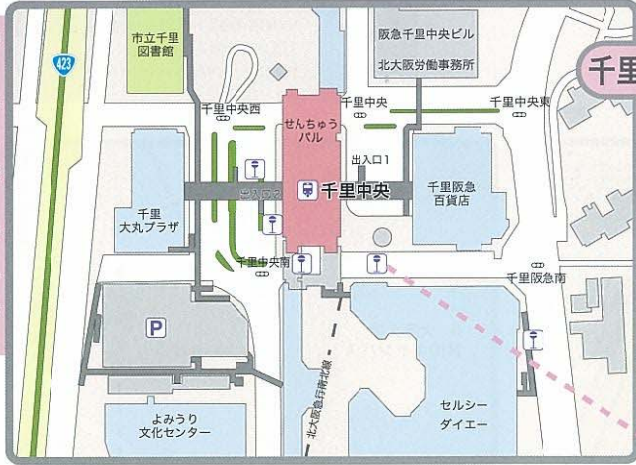 市立千里
図書館
阪急千里中央ビル
北大阪労働事務所
千里
423
千里中央西
千里中央
千里中央東
せんちゅう
パル
出入口1
出入口2
千里中央
千里
大丸プラザ
千里阪急
百貨店
千里中央南
千里阪急南
P
北大阪急行南北線
よみうり
文化センター
セルシー
ダイエー